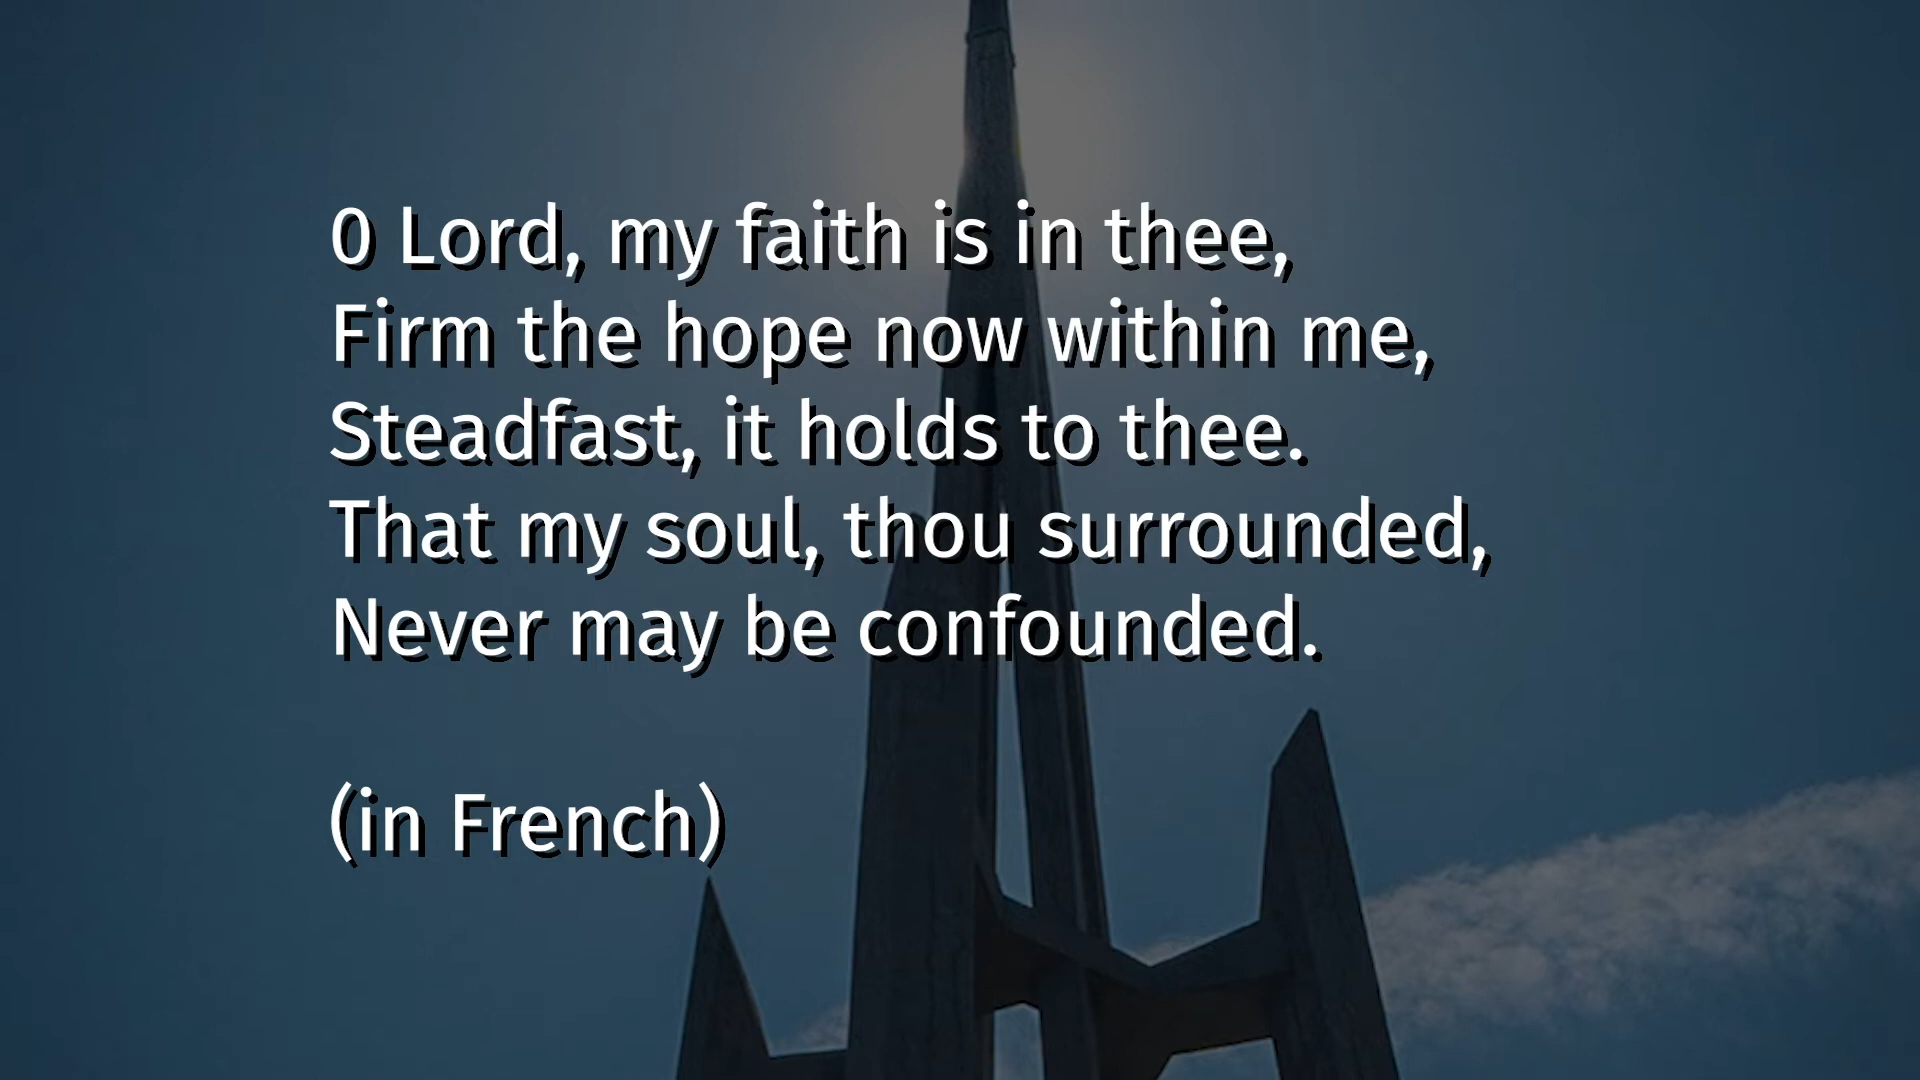 O Lord, my faith is in thee,
Firm the hope now within me,
Steadfast, it holds to thee.
That my soul, thou surrounded,
Never may be confounded.
(in French)